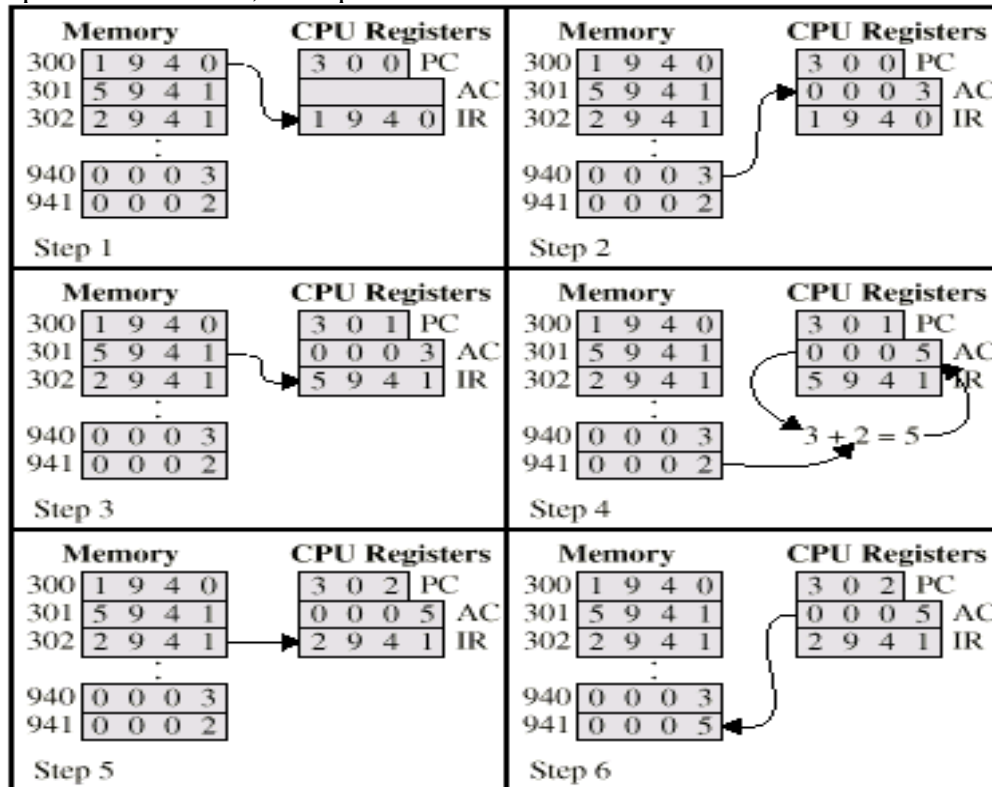 Memory CPU Registers
300 1 9 4 0 3 0 0 PC
301 5 9 4 1 AC
302 2 9 4 1 1 9 4 0 IR
940 0 0 0 3
941 0 0 0 2
Step 1
Memory CPU Registers
300 1 9 4 0 3 0 0 PC
301 5 9 4 1 0 0 0 3 AC
302 2 9 4 1 1 9 4 0 IR
940 0 0 0 3
941 0 0 0 2
Step 2
Memory CPU Registers
300 1 9 4 0 3 0 1 PC
301 5 9 4 1 0 0 0 3 AC
302 2 9 4 1 5 9 4 1 IR
940 0 0 0 3
941 0 0 0 2
Step 3
Memory CPU Registers
300 1 9 4 0 3 0 1 PC
301 5 9 4 1 0 0 0 5 AC
302 2 9 4 1 5 9 4 1 IR
940 0 0 0 3 3 + 2 = 5
941 0 0 0 2
Step 4
Memory CPU Registers
300 1 9 4 0 3 0 2 PC
301 5 9 4 1 0 0 0 5 AC
302 2 9 4 1 2 9 4 1 IR
940 0 0 0 3
941 0 0 0 2
Step 5
Memory CPU Registers
300 1 9 4 0 3 0 2 PC
301 5 9 4 1 0 0 0 5 AC
302 2 9 4 1 2 9 4 1 IR
940 0 0 0 3
941 0 0 0 5
Step 6